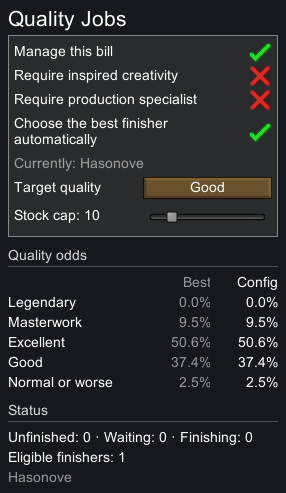 Quality Jobs
Manage this bill
Require inspired creativity
Require production specialist
Choose the best finisher
automatically
Currently: Hasonove
Target quality Good
Stock cap: 10
Quality odds
Best Config
Legendary 0.0% 0.0%
Masterwork 9.5% 9.5%
Excellent 50.6% 50.6%
Good 37.4% 37.4%
Normal or worse 2.5% 2.5%
Status
Unfinished: 0 · Waiting: 0 · Finishing: 0
Eligible finishers: 1
Hasonove